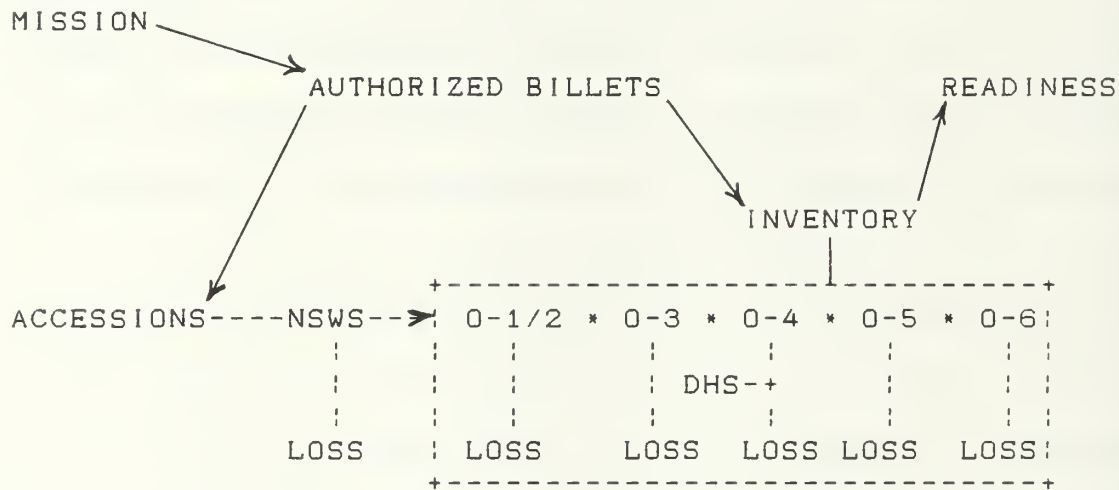 MISSION
AUTHORIZED BILLETS READINESS
INVENTORY
ACCESSIONS----NSWS--> O-1/2 * O-3 * O-4 * O-5 * O-6
DHS-+
LOSS LOSS LOSS LOSS LOSS LOSS